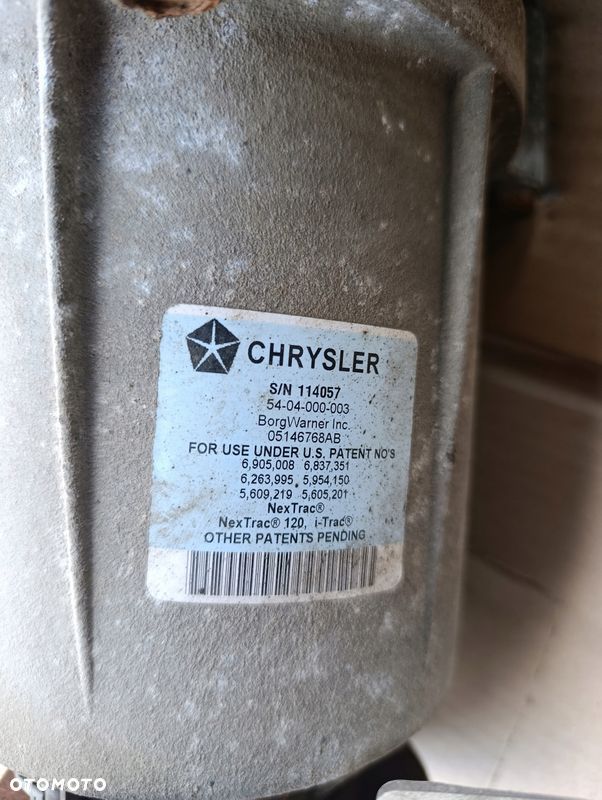 CHRYSLER
S/N 114057
54-04-000-003
BorgWarner Inc.
05146768AB
FOR USE UNDER U.S. PATENT NO'S
6,905,008 6,837,351
6,263,995 5,954,150
5,609,219 5,605,201
NexTrac®
NexTrac® 120, i-Trac®
OTHER PATENTS PENDING
OTOMOTO